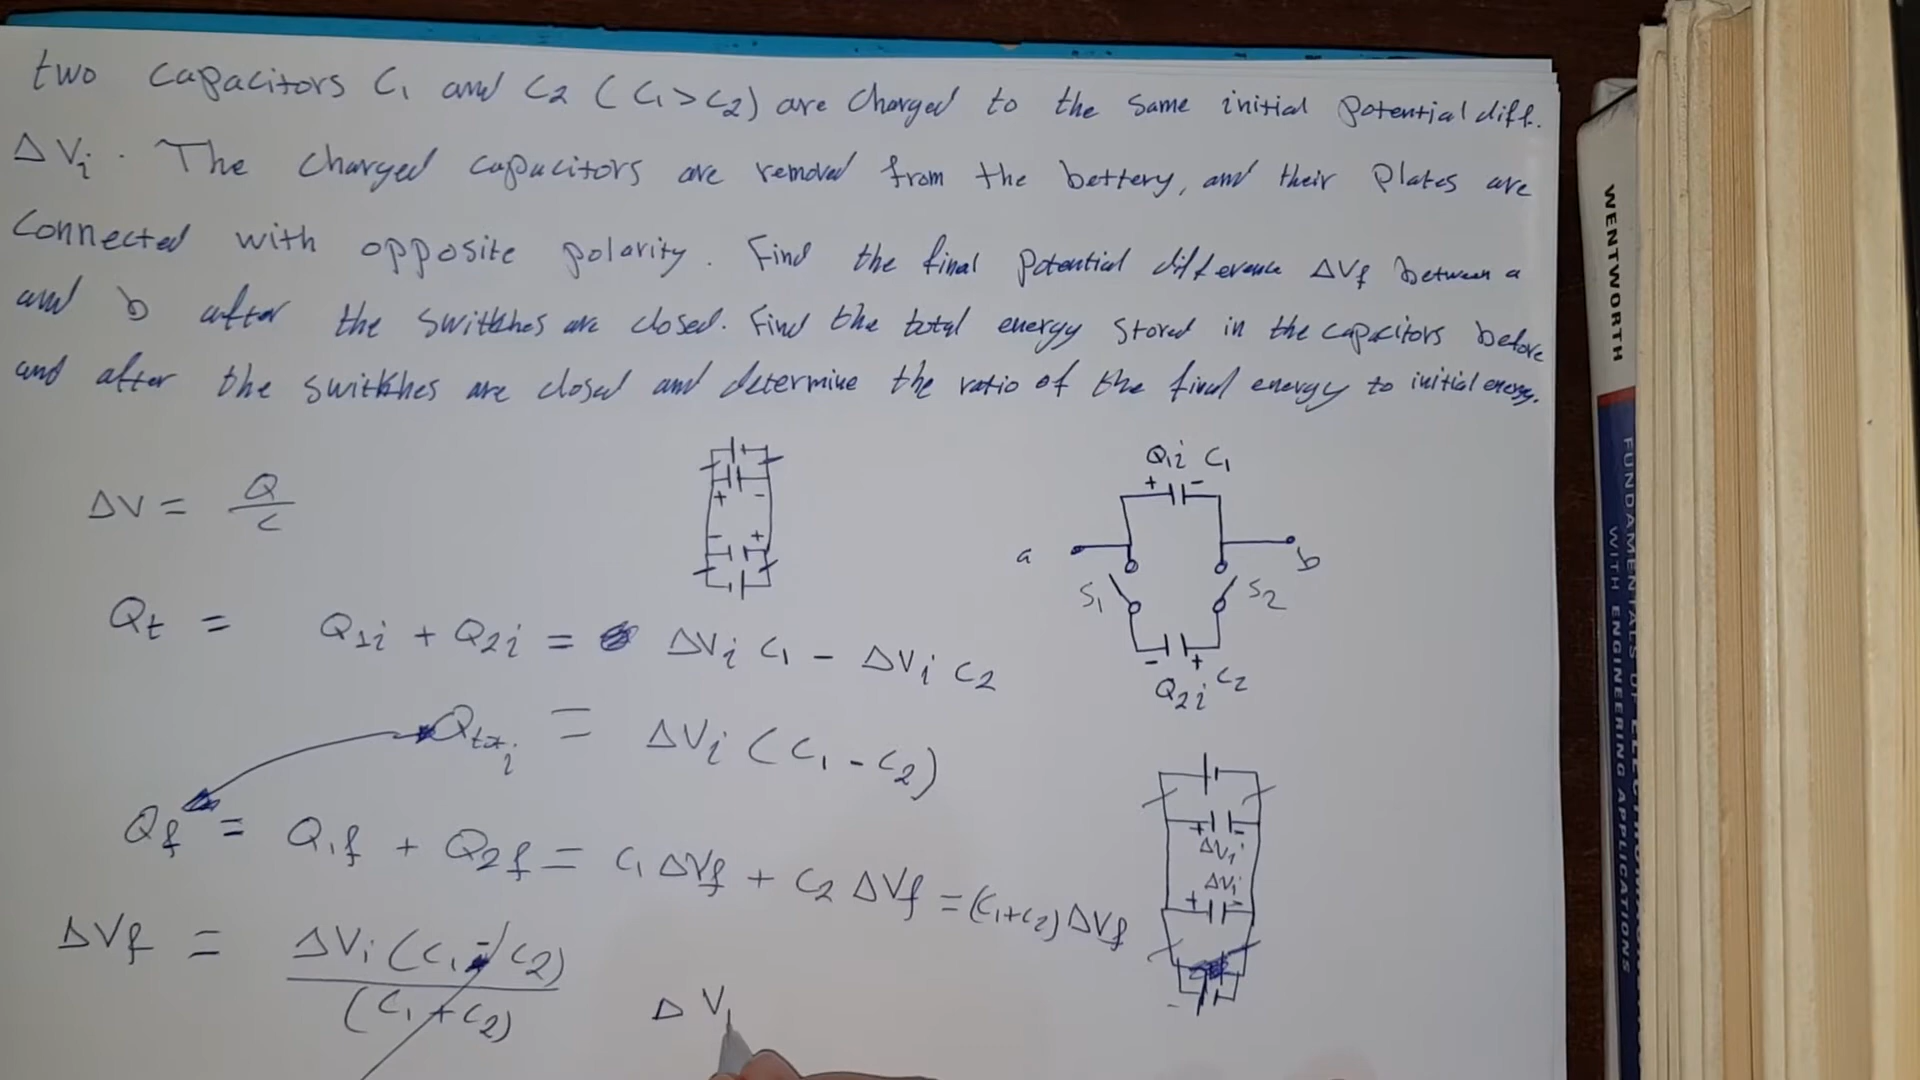 two capacitors C1 and C2 ( C1 > C2 ) are charged to the same initial potential diff.
ΔVi . The charged capacitors are removed from the bettery, and their plates are
Connected with opposite polarity. Find the final potential difference ΔVf between a
and b after the swithhes are closed. Find the total energy stored in the capacitors before
and after the swithhes are closed and determine the ratio of the final energy to initial energy.
ΔV = Q/C
+ -
- +
Q1i C1
+ -
a b
S1 S2
- +
Q2i C2
Qt = Q1i + Q2i = ΔVi C1 - ΔVi C2
Qtoti = ΔVi ( C1 - C2 )
Qf = Q1f + Q2f = C1 ΔVf + C2 ΔVf = (C1+C2) ΔVf
+ -
ΔVi
ΔVi
+ -
-
ΔVf = ΔVi (C1 - C2) / (C1 + C2)
ΔV
WENTWORTH
FUNDAMENTALS OF ELECTROMAGNETICS
WITH ENGINEERING APPLICATIONS